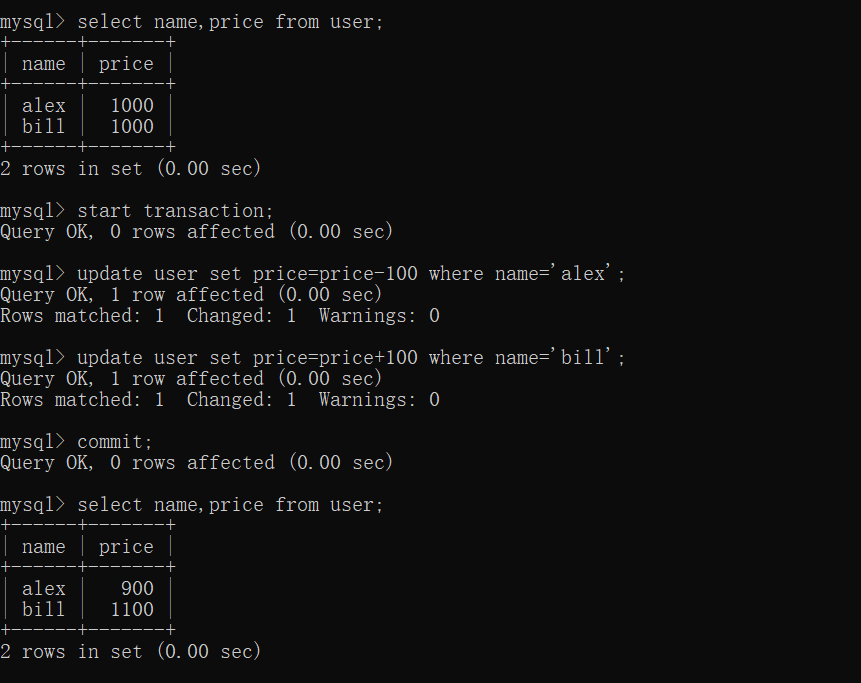 mysql> select name,price from user;
+------+-------+
| name | price |
+------+-------+
| alex |  1000 |
| bill |  1000 |
+------+-------+
2 rows in set (0.00 sec)

mysql> start transaction;
Query OK, 0 rows affected (0.00 sec)

mysql> update user set price=price-100 where name='alex';
Query OK, 1 row affected (0.00 sec)
Rows matched: 1  Changed: 1  Warnings: 0

mysql> update user set price=price+100 where name='bill';
Query OK, 1 row affected (0.00 sec)
Rows matched: 1  Changed: 1  Warnings: 0

mysql> commit;
Query OK, 0 rows affected (0.00 sec)

mysql> select name,price from user;
+------+-------+
| name | price |
+------+-------+
| alex |   900 |
| bill |  1100 |
+------+-------+
2 rows in set (0.00 sec)